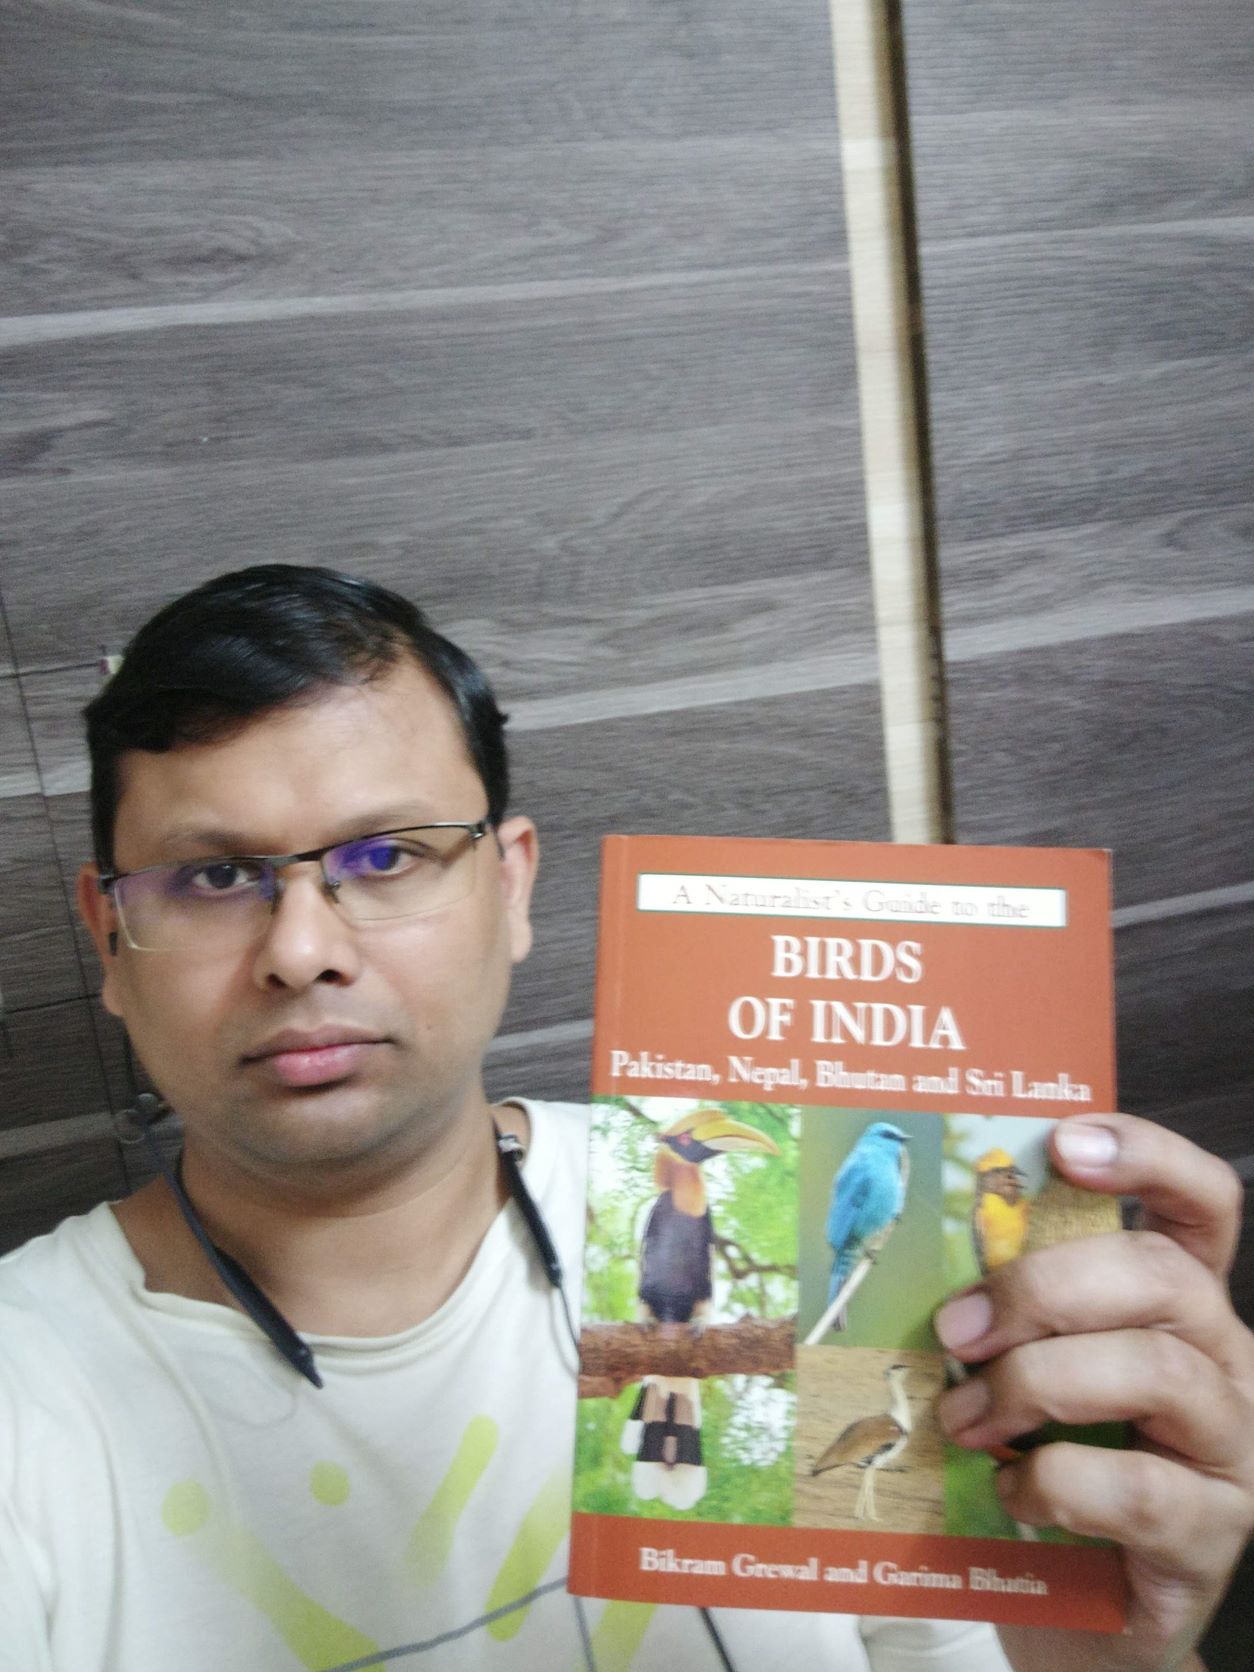 A Naturalist's Guide to the
BIRDS
OF INDIA
Pakistan, Nepal, Bhutan and Sri Lanka
Bikram Grewal and Garima Bhatia